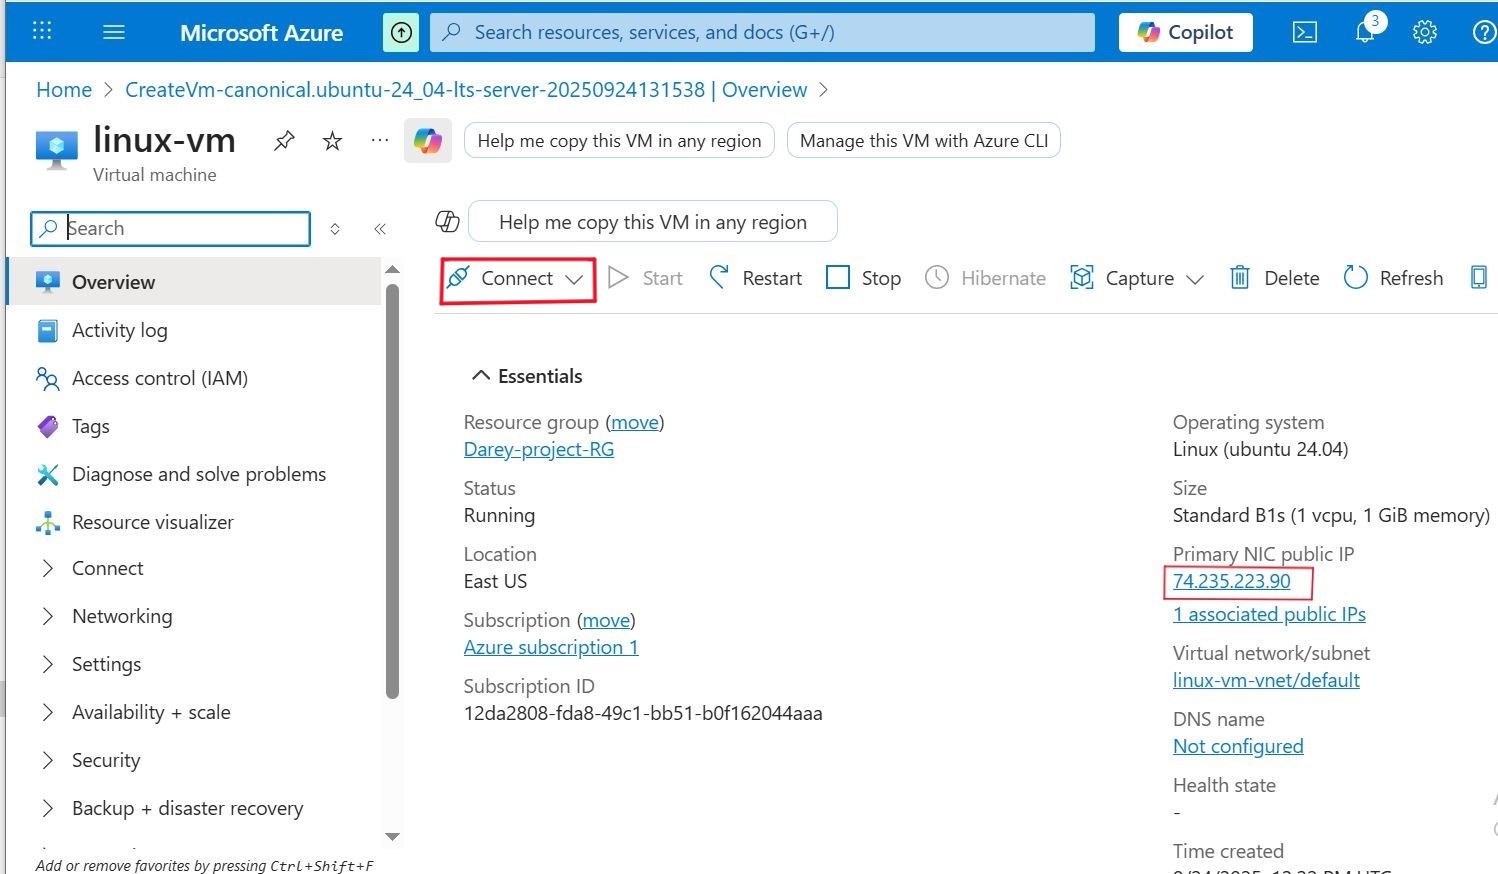 Microsoft Azure
Search resources, services, and docs (G+/)
Copilot
3
Home > CreateVm-canonical.ubuntu-24_04-lts-server-20250924131538 | Overview >
linux-vm
Virtual machine
Help me copy this VM in any region
Manage this VM with Azure CLI
Search
Overview
Activity log
Access control (IAM)
Tags
Diagnose and solve problems
Resource visualizer
Connect
Networking
Settings
Availability + scale
Security
Backup + disaster recovery
Add or remove favorites by pressing Ctrl+Shift+F
Help me copy this VM in any region
Connect
Start
Restart
Stop
Hibernate
Capture
Delete
Refresh
Essentials
Resource group (move)
Darey-project-RG
Status
Running
Location
East US
Subscription (move)
Azure subscription 1
Subscription ID
12da2808-fda8-49c1-bb51-b0f162044aaa
Operating system
Linux (ubuntu 24.04)
Size
Standard B1s (1 vcpu, 1 GiB memory)
Primary NIC public IP
74.235.223.90
1 associated public IPs
Virtual network/subnet
linux-vm-vnet/default
DNS name
Not configured
Health state
-
Time created